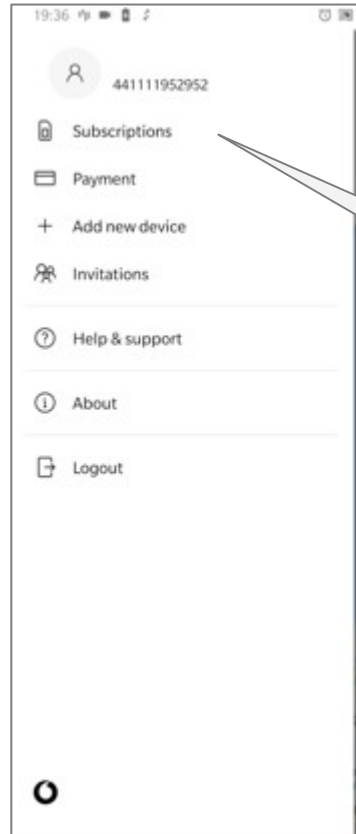 19:36
441111952952
Subscriptions
Payment
Add new device
Invitations
Help & support
About
Logout